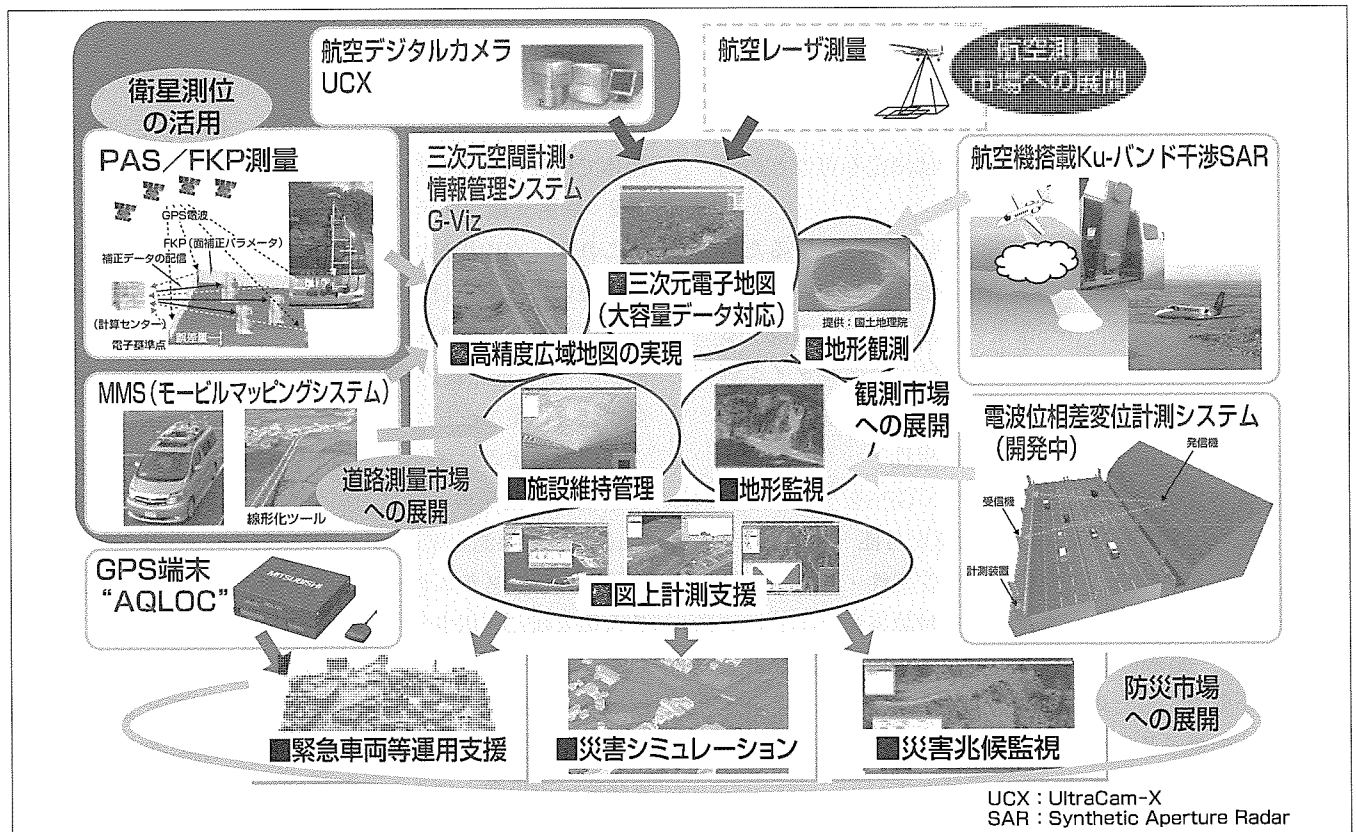 航空デジタルカメラ
UCX
航空レーザ測量
航空測量
市場への展開
衛星測位
の活用
PAS/FKP測量
GPS電波
FKP(面補正パラメータ)
補正データの配信
(計算センター)
電子基準点
三次元空間計測・
情報管理システム
G-Viz
航空機搭載Ku-バンド干渉SAR
■三次元電子地図
(大容量データ対応)
提供:国土地理院
■高精度広域地図の実現
■地形観測
MMS(モービルマッピングシステム)
線形化ツール
道路測量市場
への展開
■施設維持管理
■地形監視
観測市場
への展開
電波位相差変位計測システム
(開発中)
発信機
受信機
計測装置
GPS端末
“AQLOC”
MITSUBISHI
■図上計測支援
■緊急車両等運用支援
■災害シミュレーション
■災害兆候監視
防災市場
への展開
UCX:UltraCam-X
SAR:Synthetic Aperture Radar